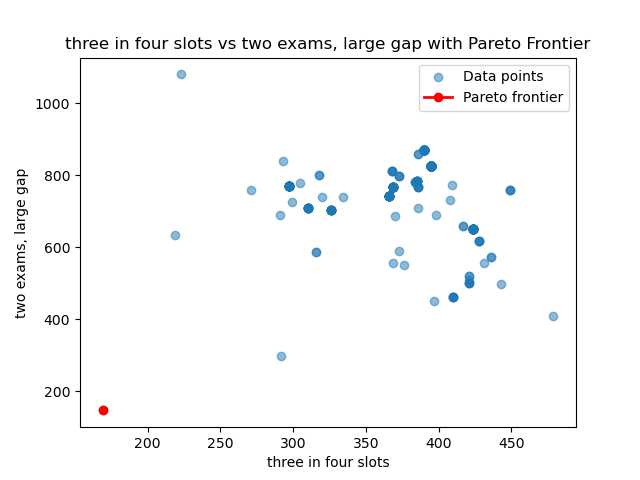 three in four slots vs two exams, large gap with Pareto Frontier
Data points
Pareto frontier
two exams, large gap
1000
800
600
400
200
200 250 300 350 400 450
three in four slots